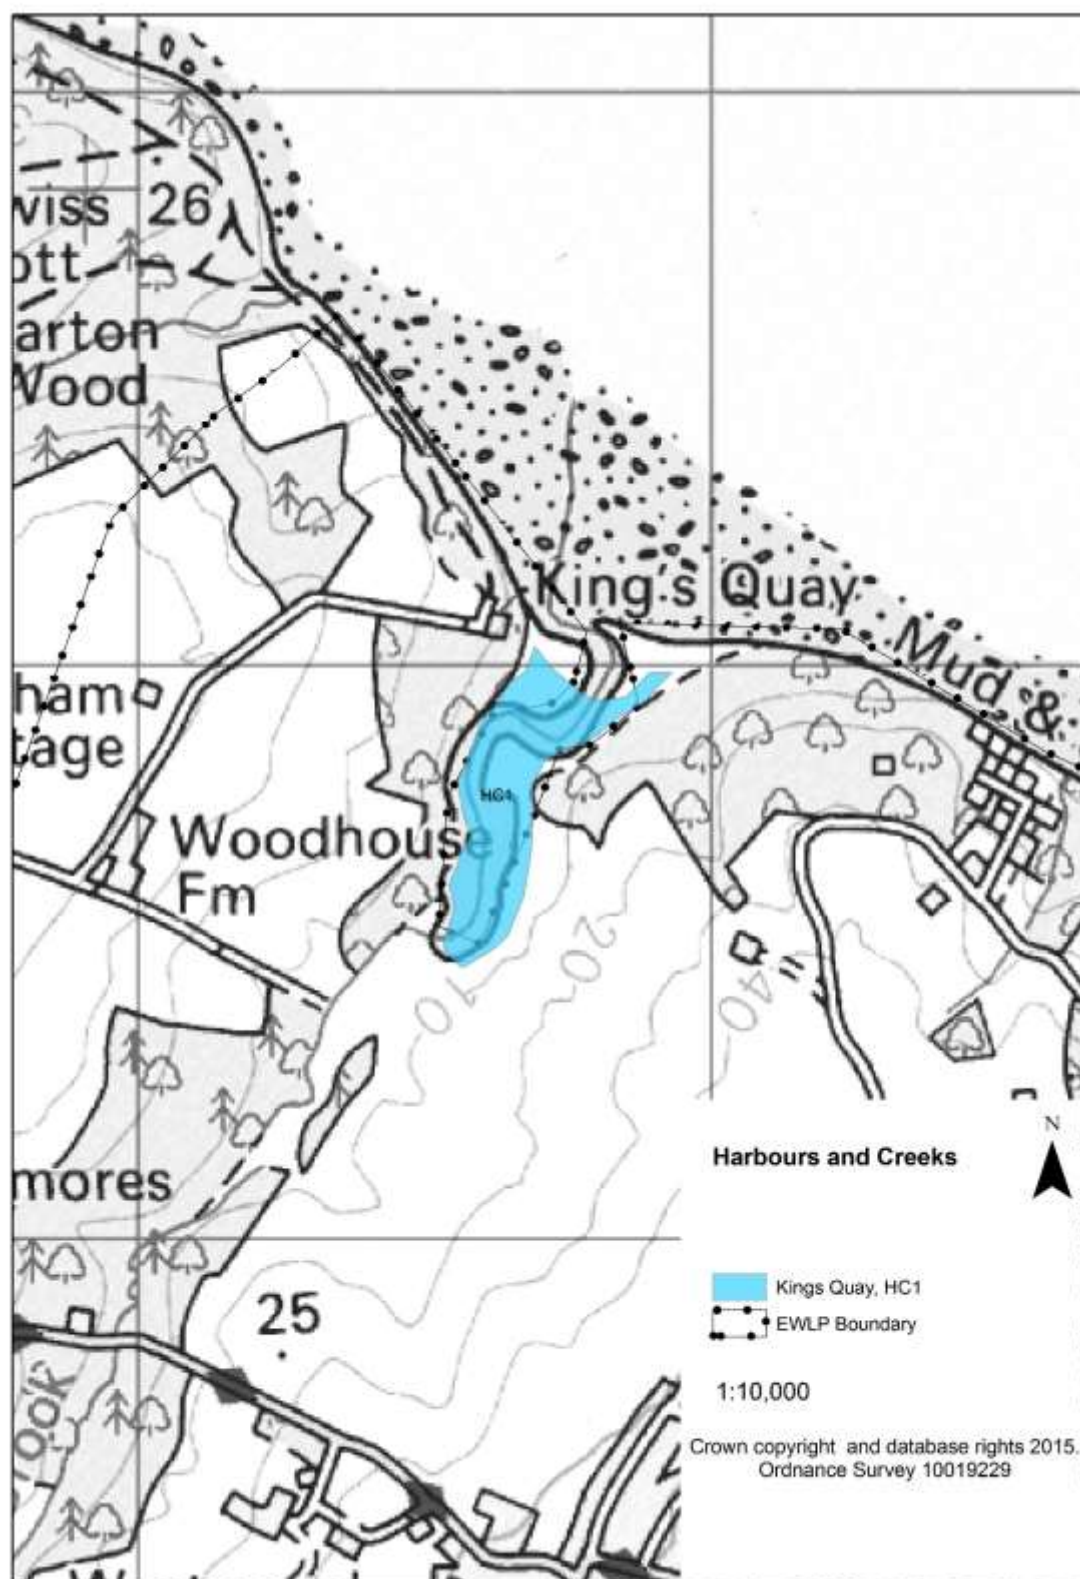 wiss 26
ott
arton
Wood
King's Quay
Mud &
ham
tage
HC1
Woodhouse
Fm
20
10
40
mores
25
N
Harbours and Creeks
Kings Quay, HC1
EWLP Boundary
1:10,000
Crown copyright and database rights 2015.
Ordnance Survey 10019229